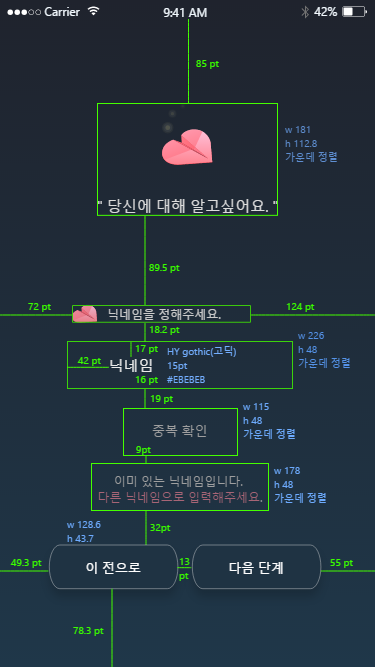 Carrier 9:41 AM 42%
85 pt
w 181
h 112.8
가운데 정렬
" 당신에 대해 알고싶어요. "
89.5 pt
72 pt
124 pt
닉네임을 정해주세요.
18.2 pt
w 226
h 48
가운데 정렬
17 pt
HY gothic(고딕)
42 pt
닉네임
15pt
16 pt
#EBEBEB
19 pt
w 115
h 48
가운데 정렬
중복 확인
9pt
w 178
h 48
가운데 정렬
이미 있는 닉네임입니다.
다른 닉네임으로 입력해주세요.
w 128.6
h 43.7
32pt
49.3 pt
이 전으로
13
pt
다음 단계
55 pt
78.3 pt